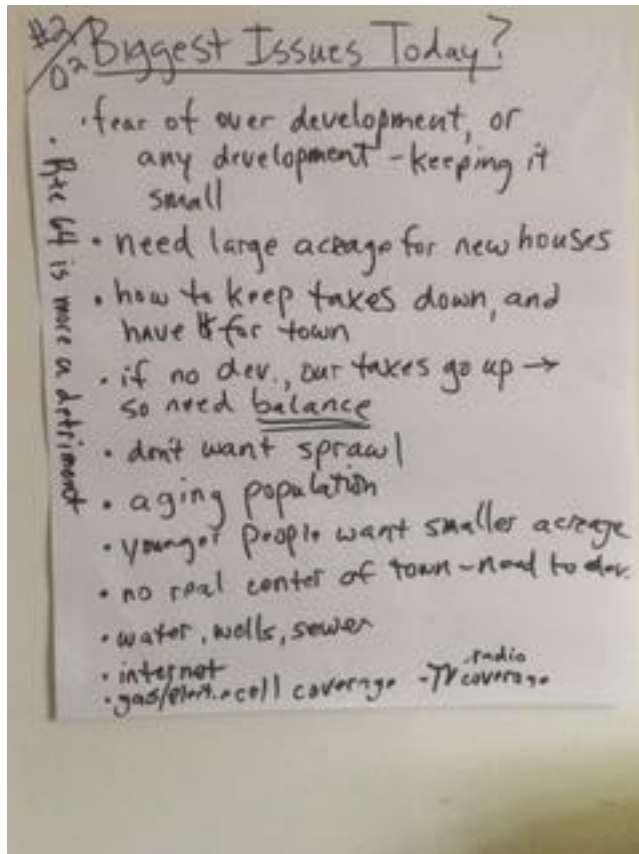 #2/
Q2
Biggest Issues Today?
· fear of over development, or
any development - keeping it
small
· need large acreage for new houses
· how to keep taxes down, and
have $ for town
· if no dev., our taxes go up →
so need balance
· don't want sprawl
· aging population
· younger people want smaller acreage
· no real center of town - need to dev.
· water, wells, sewer
· internet
· gas/elect. · cell coverage - TV coverage
· radio
· Rte 64 is more a detriment